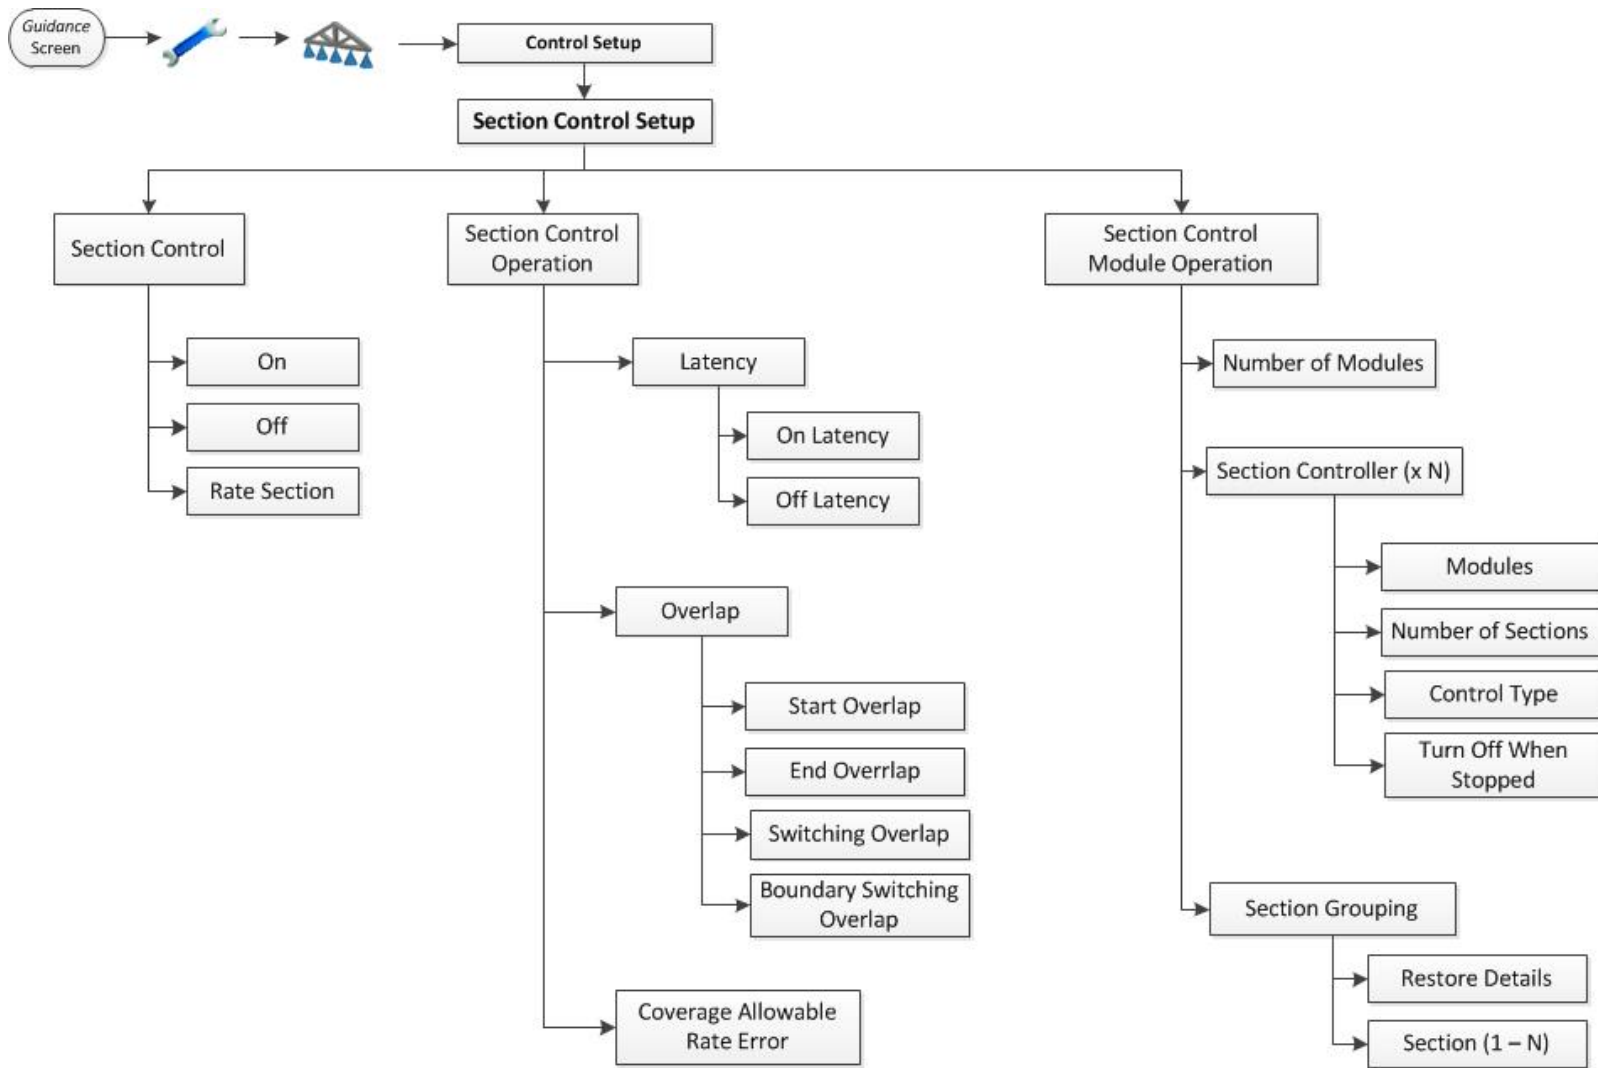 Guidance
Screen
Control Setup
Section Control Setup
Section Control
On
Off
Rate Section
Section Control
Operation
Latency
On Latency
Off Latency
Overlap
Start Overlap
End Overrlap
Switching Overlap
Boundary Switching
Overlap
Coverage Allowable
Rate Error
Section Control
Module Operation
Number of Modules
Section Controller (x N)
Modules
Number of Sections
Control Type
Turn Off When
Stopped
Section Grouping
Restore Details
Section (1 – N)